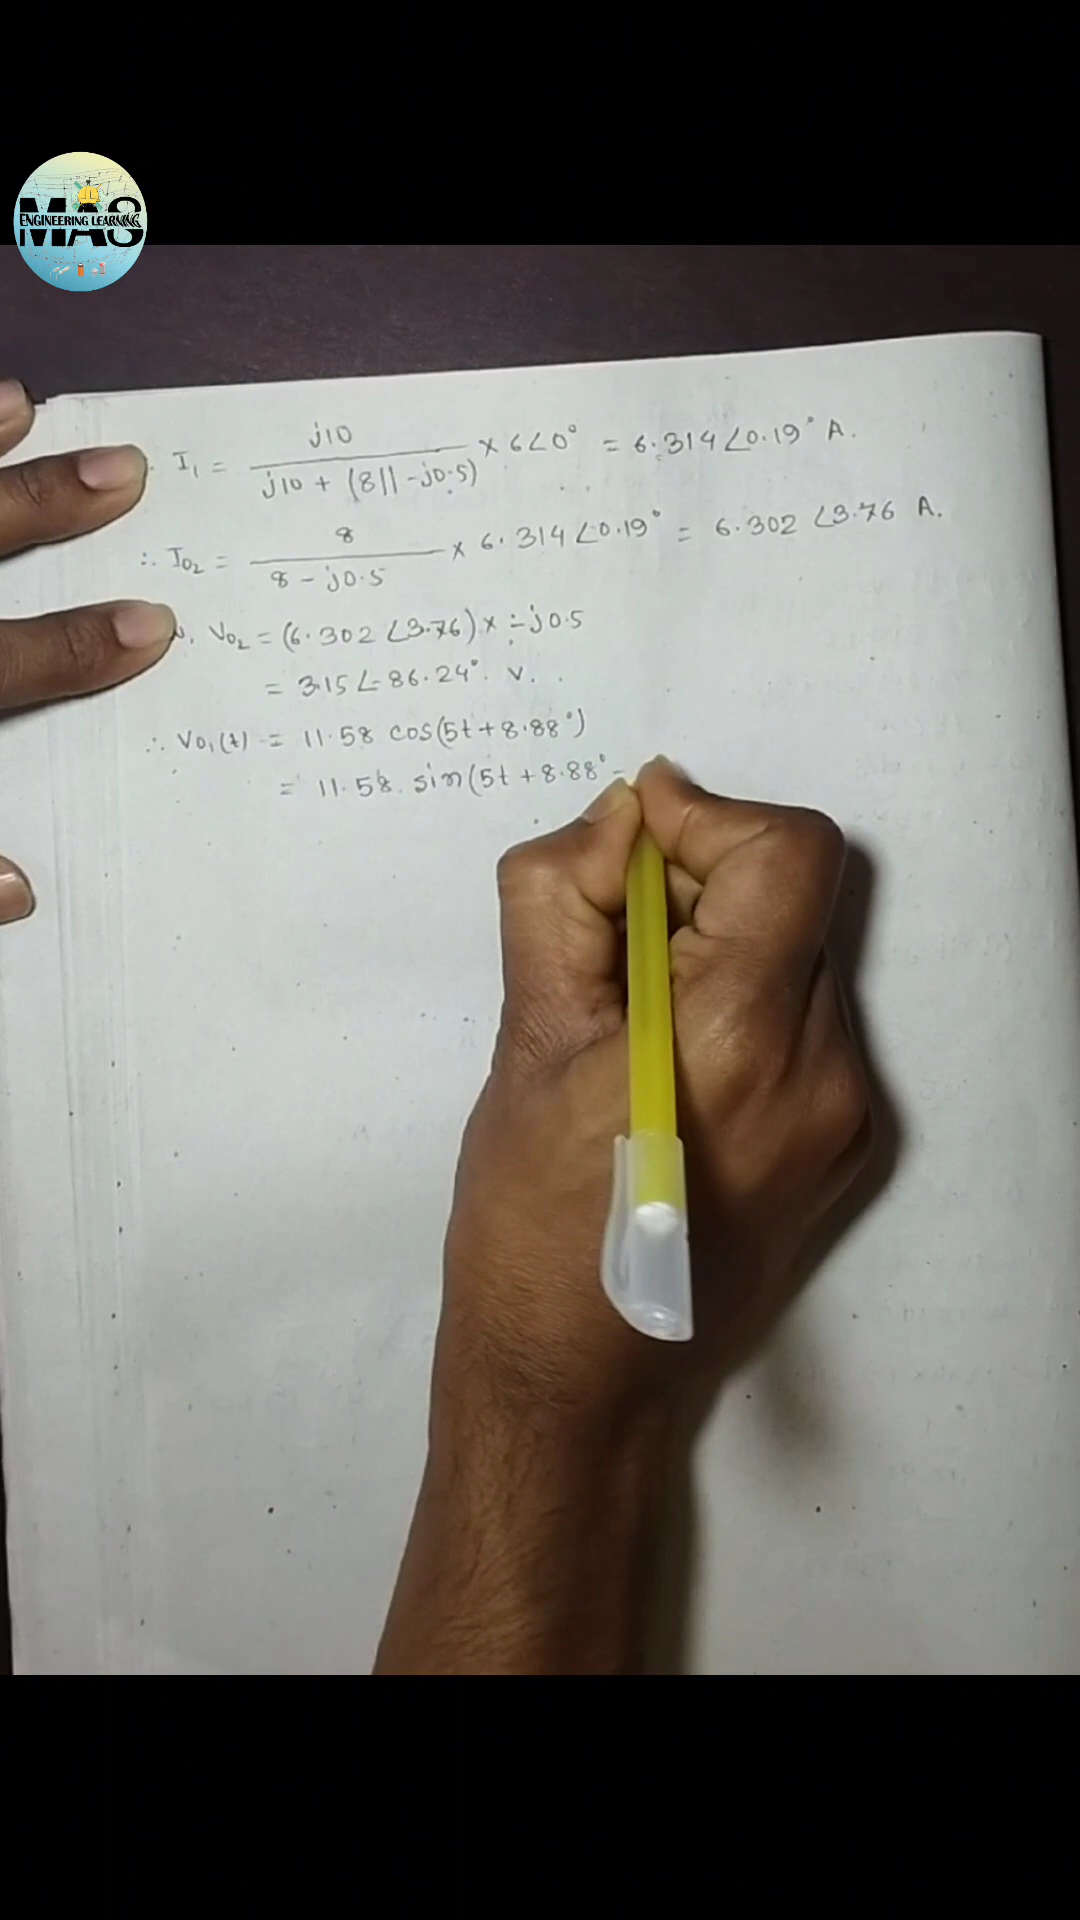 MAS
ENGINEERING LEARNING
I₁ = j10 / (j10 + (8||-j0.5)) × 6∠0° = 6.314∠0.19° A.
∴ I₀₂ = 8 / (8 - j0.5) × 6.314∠0.19° = 6.302∠3.76 A.
V₀₂ = (6.302∠3.76) × -j0.5
= 3.15∠-86.24° V.
∴ V₀₁(t) = 11.58 cos(5t+8.88°)
= 11.58 sin(5t+8.88° -